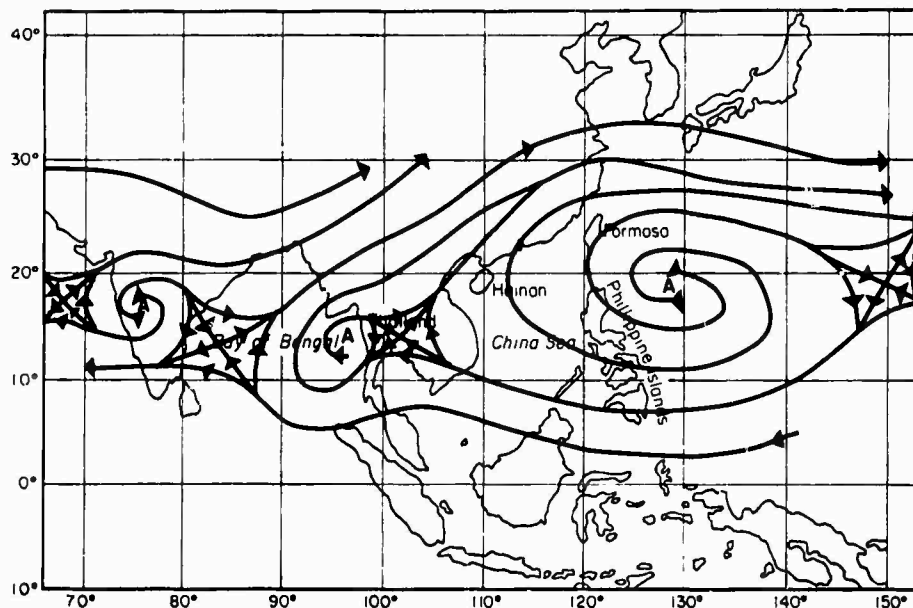 40°
30°
Formosa
20°
A
Hainan
Philippine Islands
A
Bay of Bengal
China Sea
10°
0°
10°
70° 80° 90° 100° 110° 120° 130° 140° 150°